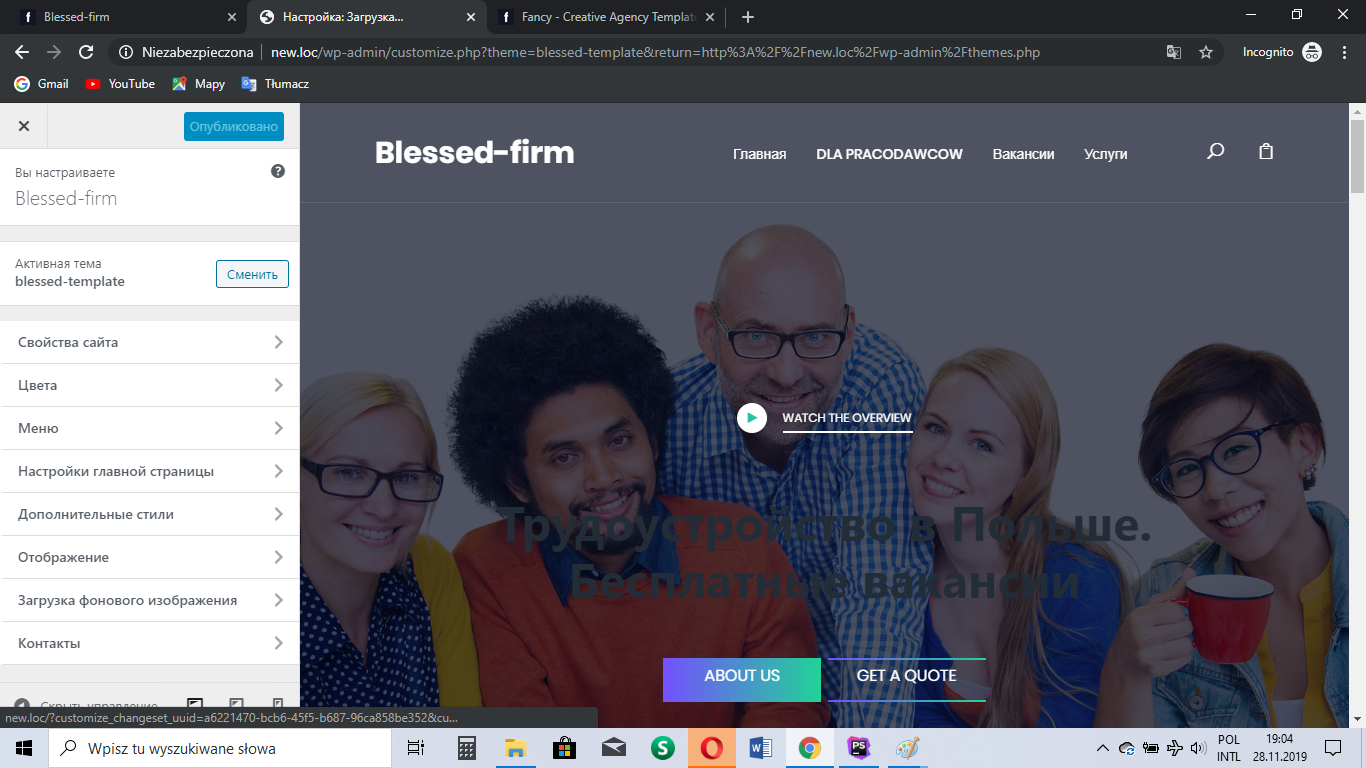 Blessed-firm
Настройка: Загрузка...
Fancy - Creative Agency Templat
Niezabezpieczona
new.loc/wp-admin/customize.php?theme=blessed-template&return=http%3A%2F%2Fnew.loc%2Fwp-admin%2Fthemes.php
Incognito
Gmail
YouTube
Mapy
Tłumacz
Опубликовано
Вы настраиваете
Blessed-firm
Активная тема
blessed-template
Сменить
Свойства сайта
Цвета
Меню
Настройки главной страницы
Дополнительные стили
Отображение
Загрузка фонового изображения
Контакты
Скрыть управление
new.loc/?customize_changeset_uuid=a6221470-bcb6-45f5-b687-96ca858be352&cu...
Blessed-firm
Главная
DLA PRACODAWCOW
Вакансии
Услуги
WATCH THE OVERVIEW
Трудоустройство в Польше.
Бесплатные вакансии
ABOUT US
GET A QUOTE
Wpisz tu wyszukiwane słowa
POL
INTL
19:04
28.11.2019